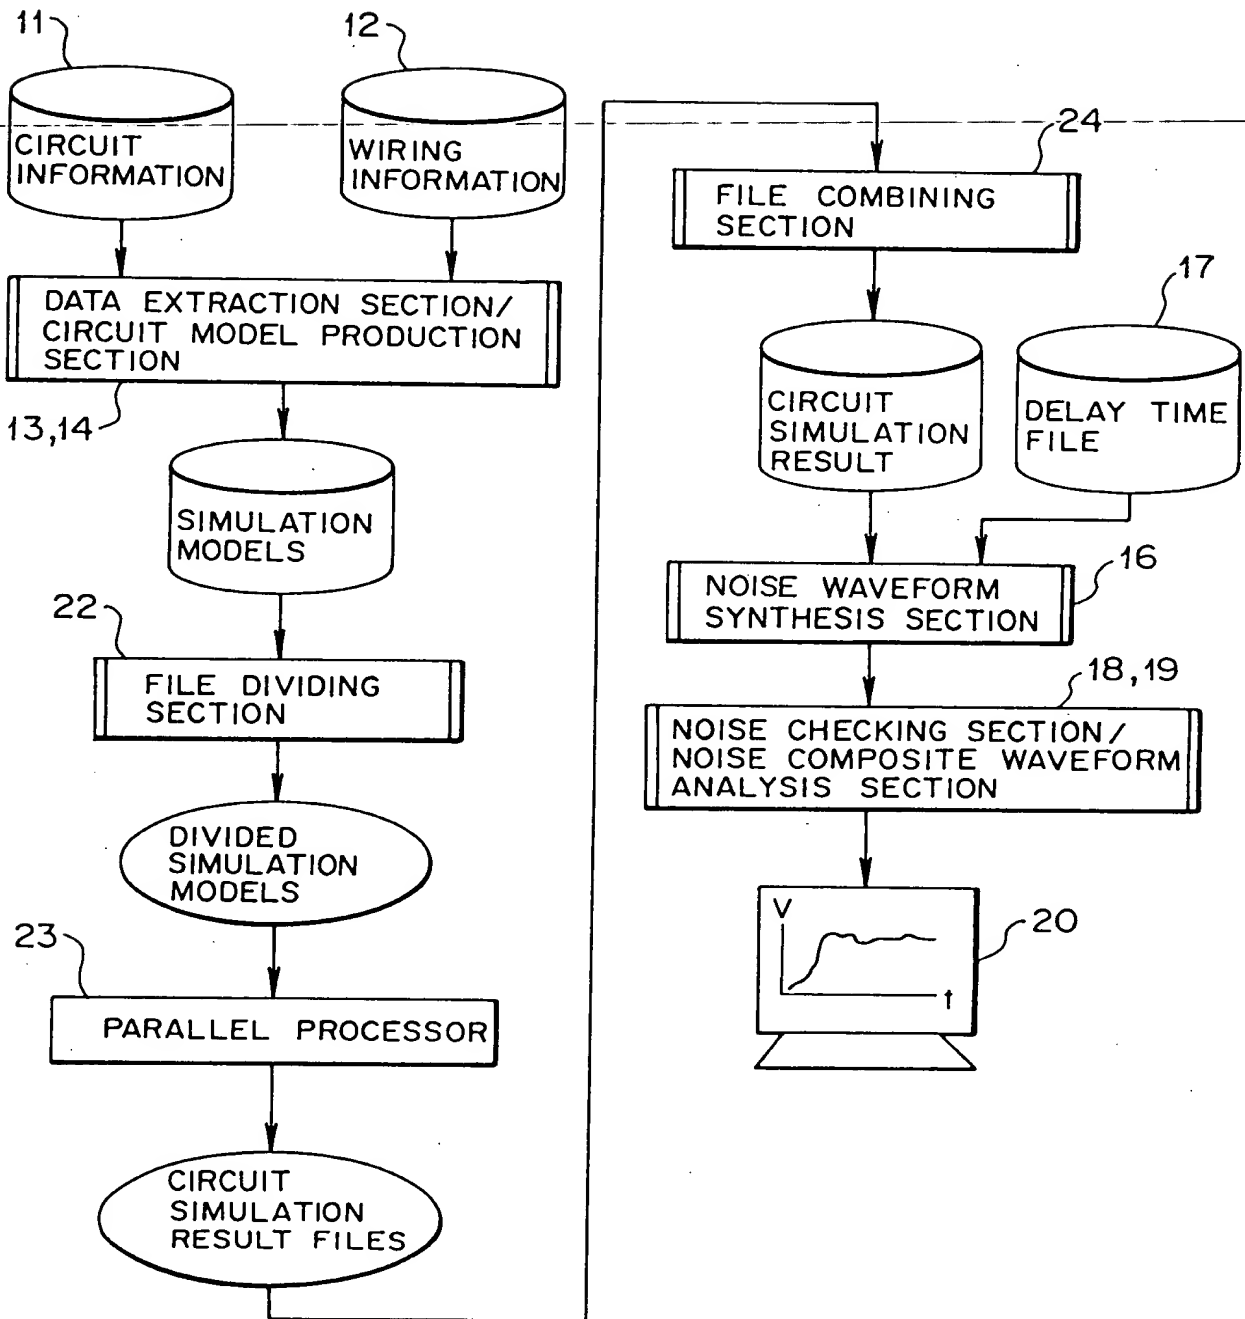 11
12
CIRCUIT
INFORMATION
WIRING
INFORMATION
DATA EXTRACTION SECTION/
CIRCUIT MODEL PRODUCTION
SECTION
13,14
SIMULATION
MODELS
22
FILE DIVIDING
SECTION
DIVIDED
SIMULATION
MODELS
23
PARALLEL PROCESSOR
CIRCUIT
SIMULATION
RESULT FILES
24
FILE COMBINING
SECTION
17
CIRCUIT
SIMULATION
RESULT
DELAY TIME
FILE
16
NOISE WAVEFORM
SYNTHESIS SECTION
18,19
NOISE CHECKING SECTION/
NOISE COMPOSITE WAVEFORM
ANALYSIS SECTION
V
t
20